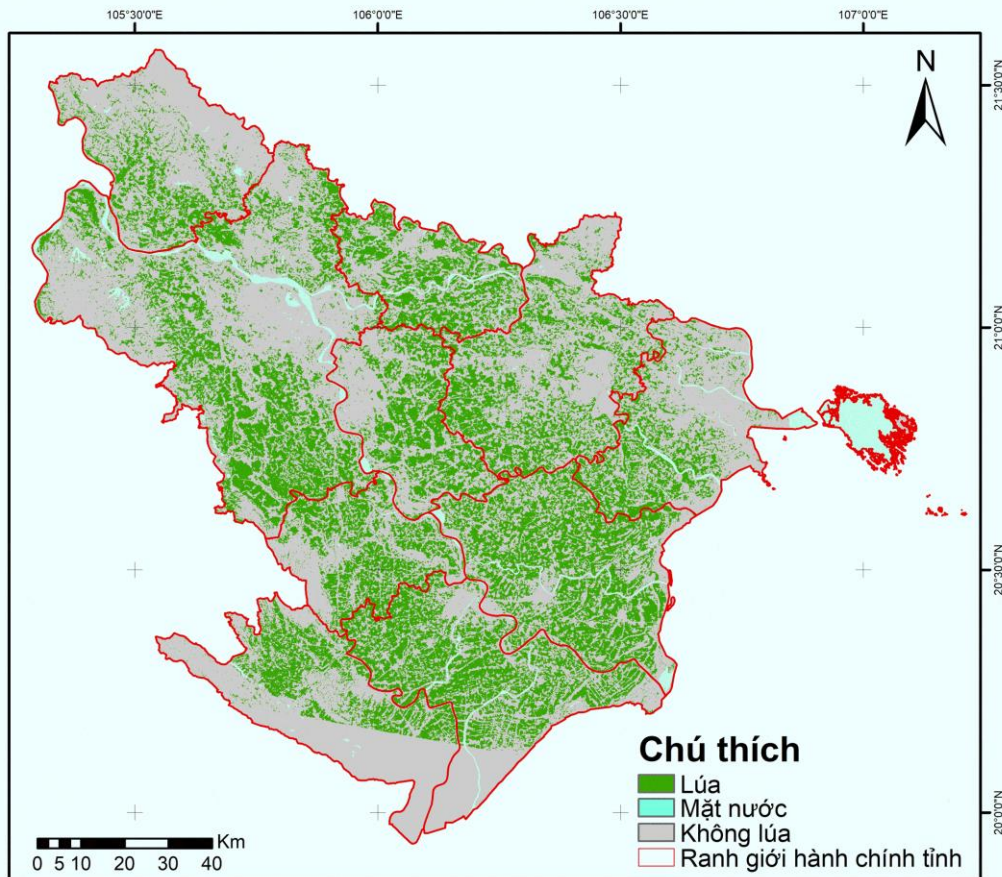 105°30'0"E 106°0'0"E 106°30'0"E 107°0'0"E
N
21°30'0"N
21°0'0"N
20°30'0"N
20°0'0"N
Chú thích
Lúa
Mặt nước
Không lúa
Ranh giới hành chính tỉnh
Km
0 5 10 20 30 40